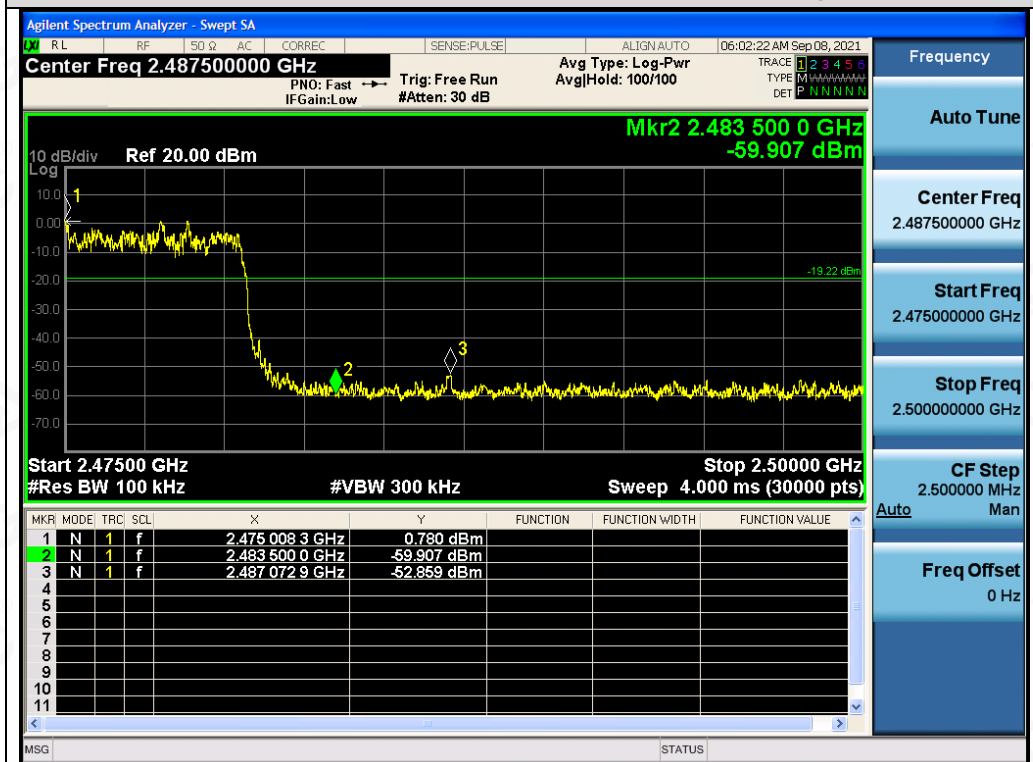 Agilent Spectrum Analyzer - Swept SA
LXI RL RF 50 Ω AC CORREC SENSE:PULSE ALIGN AUTO 06:02:22 AM Sep 08, 2021
Center Freq 2.487500000 GHz
PNO: Fast
IFGain:Low
Trig: Free Run
#Atten: 30 dB
Avg Type: Log-Pwr
Avg|Hold: 100/100
TRACE 1 2 3 4 5 6
TYPE M
DET P N N N N N
Mkr2 2.483 500 0 GHz
-59.907 dBm
10 dB/div Ref 20.00 dBm
Log
10.0
0.00
-10.0
-20.0
-30.0
-40.0
-50.0
-60.0
-70.0
1
-19.22 dBm
2
3
Start 2.47500 GHz Stop 2.50000 GHz
#Res BW 100 kHz #VBW 300 kHz Sweep 4.000 ms (30000 pts)
MKR MODE TRC SCL X Y FUNCTION FUNCTION WIDTH FUNCTION VALUE
1 N 1 f 2.475 008 3 GHz 0.780 dBm
2 N 1 f 2.483 500 0 GHz -59.907 dBm
3 N 1 f 2.487 072 9 GHz -52.859 dBm
4
5
6
7
8
9
10
11
MSG STATUS
Frequency
Auto Tune
Center Freq
2.487500000 GHz
Start Freq
2.475000000 GHz
Stop Freq
2.500000000 GHz
CF Step
2.500000 MHz
Auto Man
Freq Offset
0 Hz